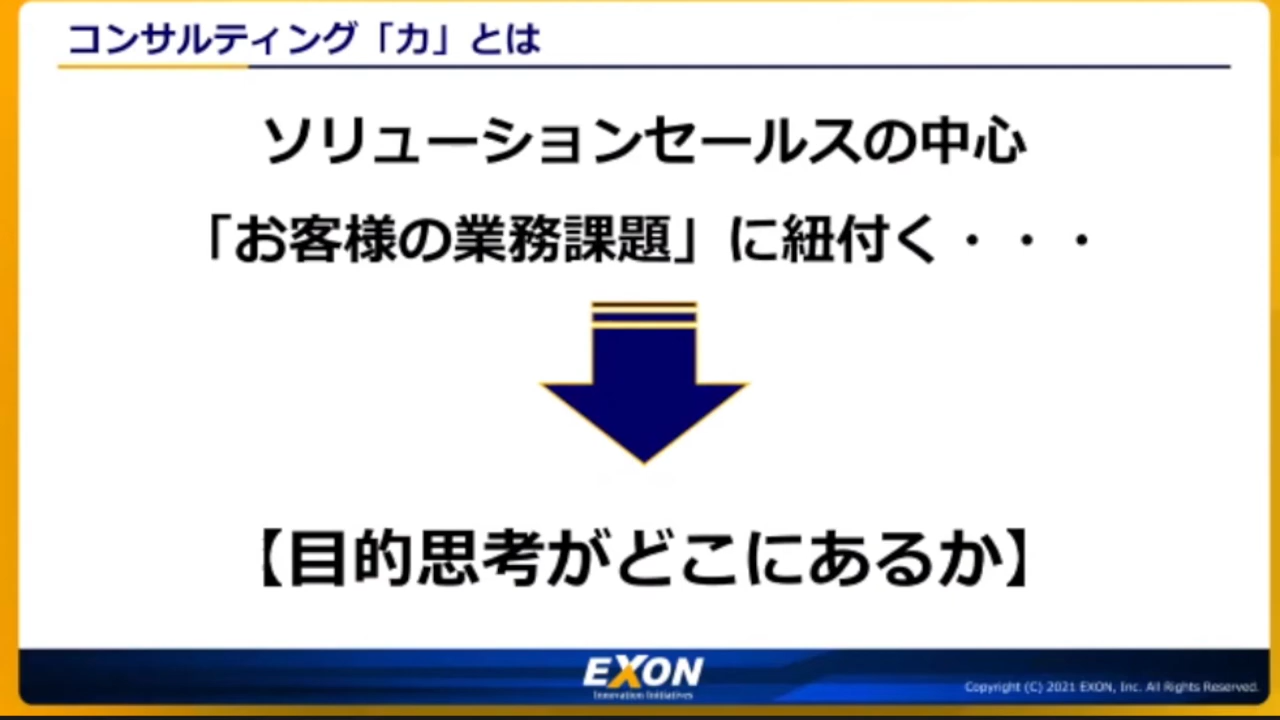 コンサルティング「力」とは
ソリューションセールスの中心
「お客様の業務課題」に紐付く・・・
【目的思考がどこにあるか】
EXON
Innovation Initiatives
Copyright (C) 2021 EXON, Inc. All Rights Reserved.